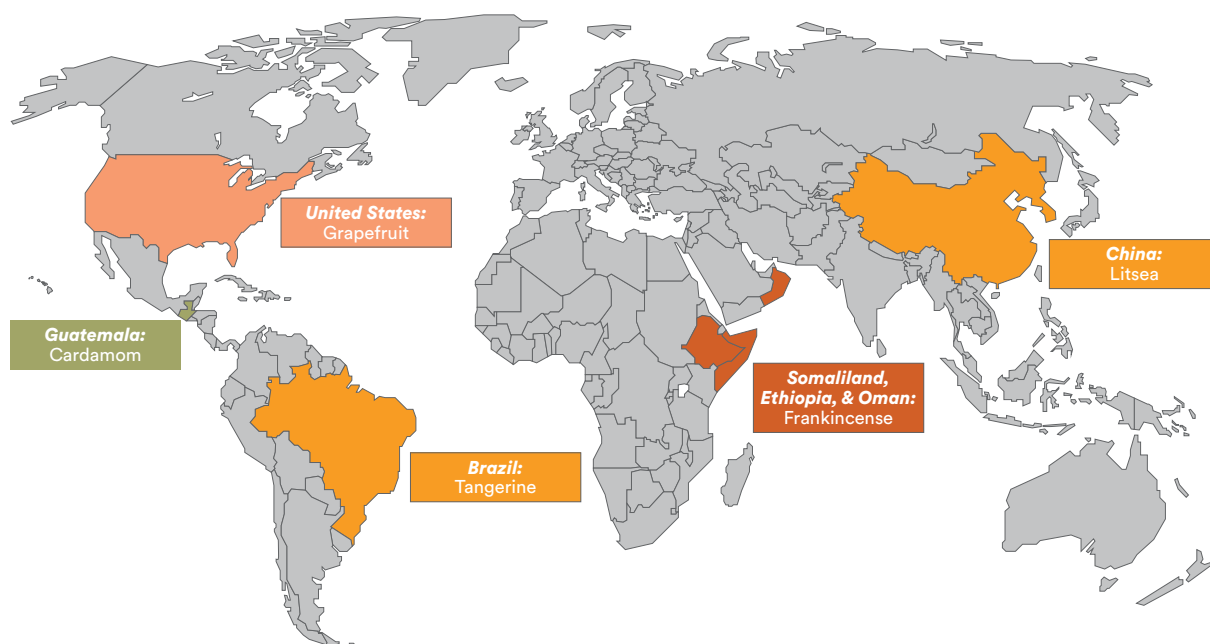 United States:
Grapefruit
China:
Litsea
Guatemala:
Cardamom
Somaliland,
Ethiopia, & Oman:
Frankincense
Brazil:
Tangerine